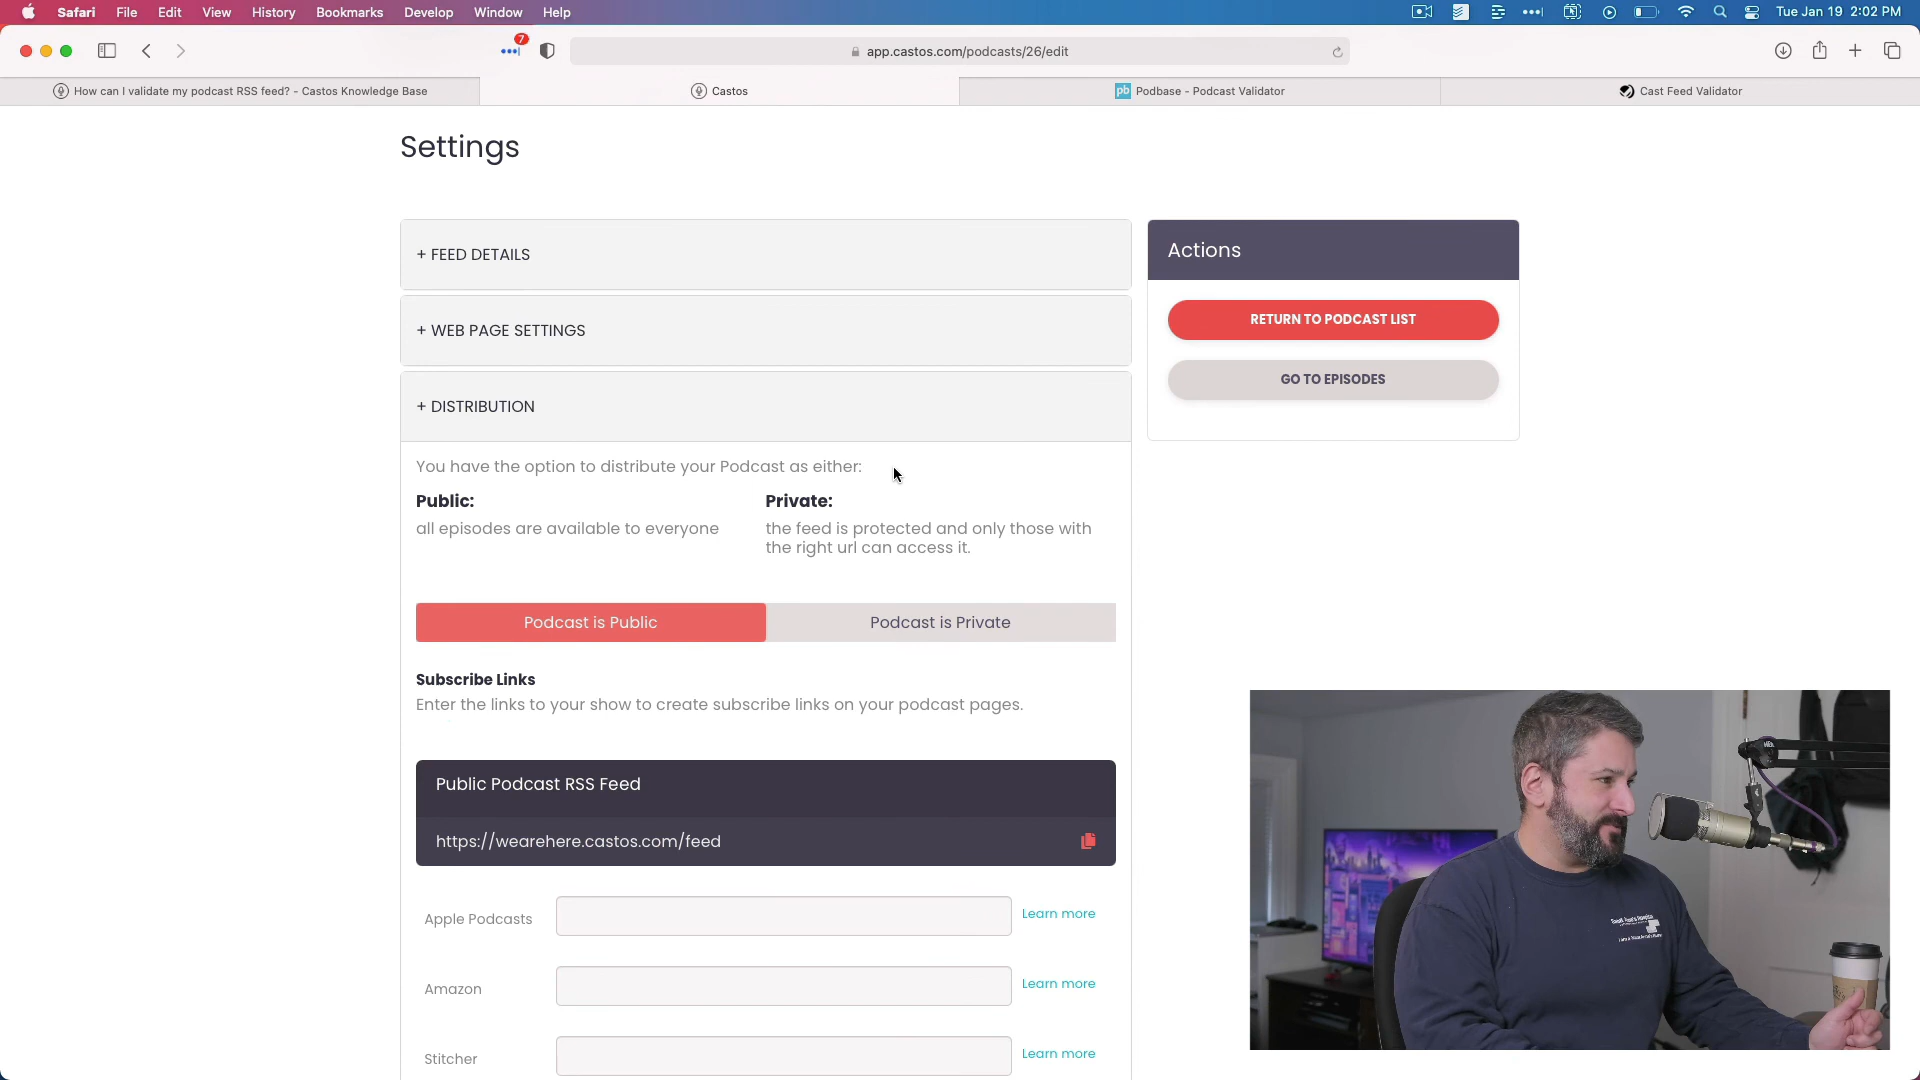 Safari File Edit View History Bookmarks Develop Window Help
Tue Jan 19 2:02 PM
7
app.castos.com/podcasts/26/edit
How can I validate my podcast RSS feed? - Castos Knowledge Base
Castos
pb Podbase - Podcast Validator
Cast Feed Validator
Settings
+ FEED DETAILS
+ WEB PAGE SETTINGS
+ DISTRIBUTION
Actions
RETURN TO PODCAST LIST
GO TO EPISODES
You have the option to distribute your Podcast as either:
Public:
all episodes are available to everyone
Private:
the feed is protected and only those with
the right url can access it.
Podcast is Public
Podcast is Private
Subscribe Links
Enter the links to your show to create subscribe links on your podcast pages.
Public Podcast RSS Feed
https://wearehere.castos.com/feed
Apple Podcasts
Learn more
Amazon
Learn more
Stitcher
Learn more